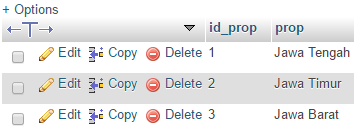 + Options
id_prop prop
Edit Copy Delete 1 Jawa Tengah
Edit Copy Delete 2 Jawa Timur
Edit Copy Delete 3 Jawa Barat